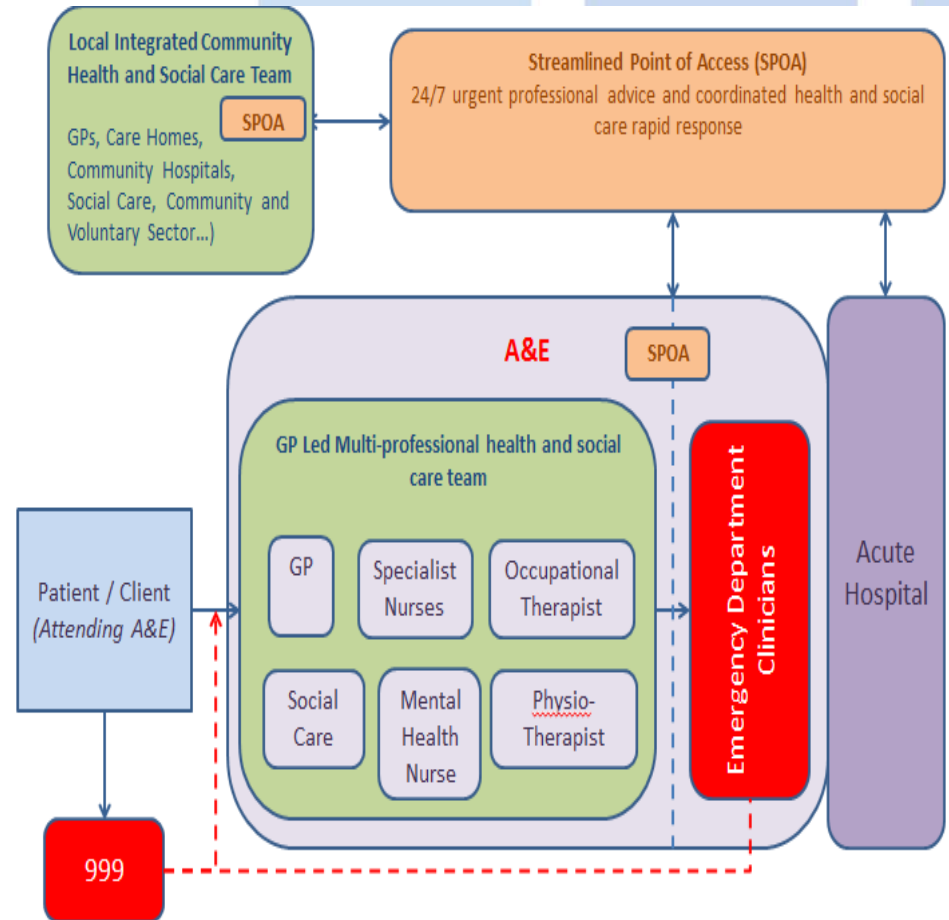 Local Integrated Community
Health and Social Care Team
SPOA
GPs, Care Homes,
Community Hospitals,
Social Care, Community and
Voluntary Sector...)
Streamlined Point of Access (SPOA)
24/7 urgent professional advice and coordinated health and social
care rapid response
A&E
SPOA
GP Led Multi-professional health and social
care team
GP
Specialist
Nurses
Occupational
Therapist
Social
Care
Mental
Health
Nurse
Physio-
Therapist
Emergency Department
Clinicians
Acute
Hospital
Patient / Client
(Attending A&E)
999